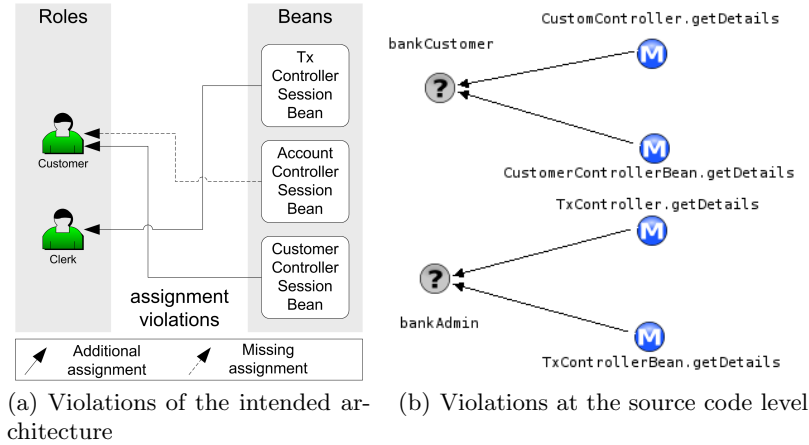 Roles
Beans
Tx
Controller
Session
Bean
Customer
Account
Controller
Session
Bean
Clerk
Customer
Controller
Session
Bean
assignment
violations
Additional
assignment
Missing
assignment
(a) Violations of the intended ar-
chitecture
CustomController.getDetails
bankCustomer
?
M
M
CustomerControllerBean.getDetails
TxController.getDetails
M
?
bankAdmin
M
TxControllerBean.getDetails
(b) Violations at the source code level